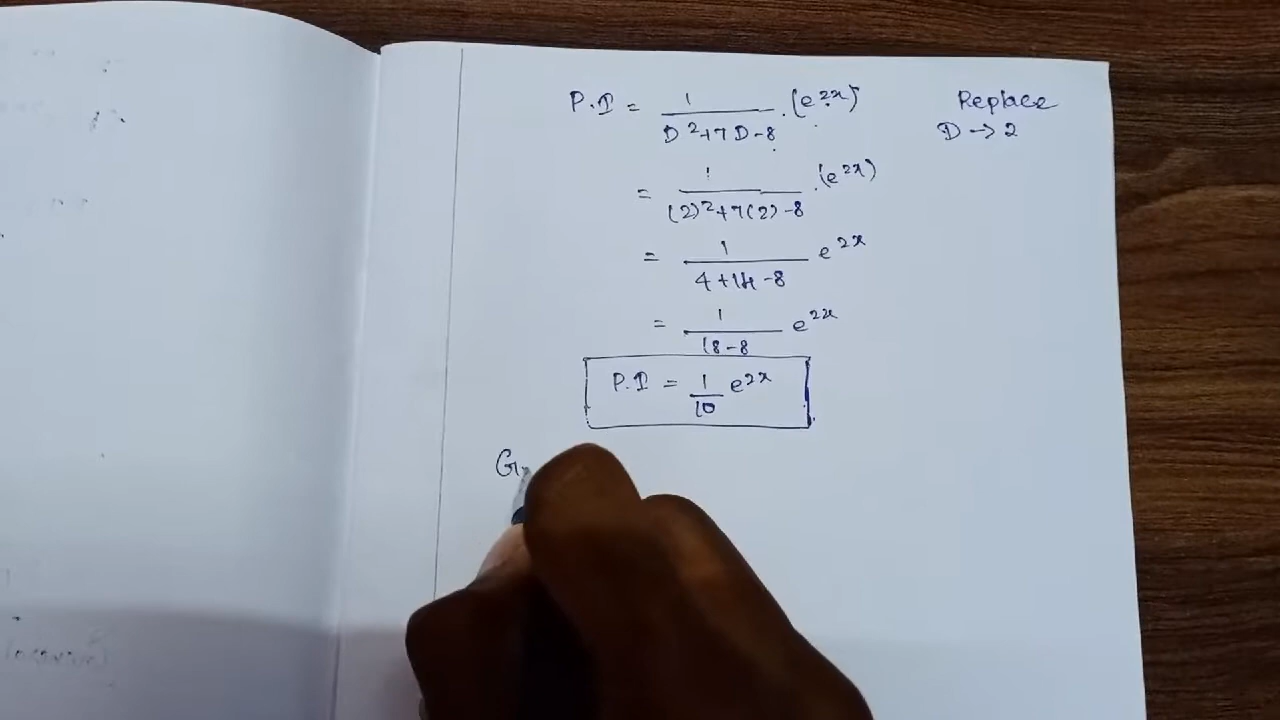 P.I = 1/(D²+7D-8) . (e^2x) Replace
D → 2
= 1/((2)²+7(2)-8) . (e^2x)
= 1/(4+14-8) e^2x
= 1/(18-8) e^2x
P.I = 1/10 e^2x
G